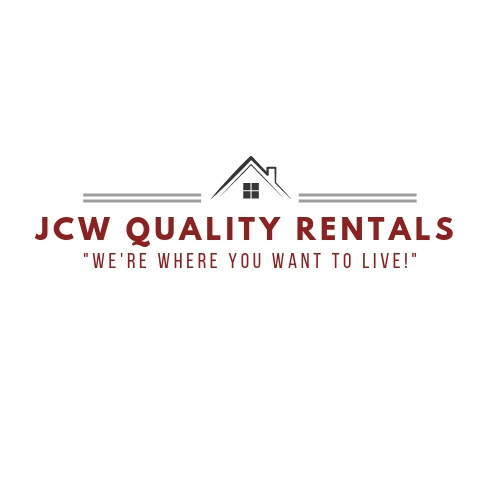 JCW QUALITY RENTALS
"WE'RE WHERE YOU WANT TO LIVE!"